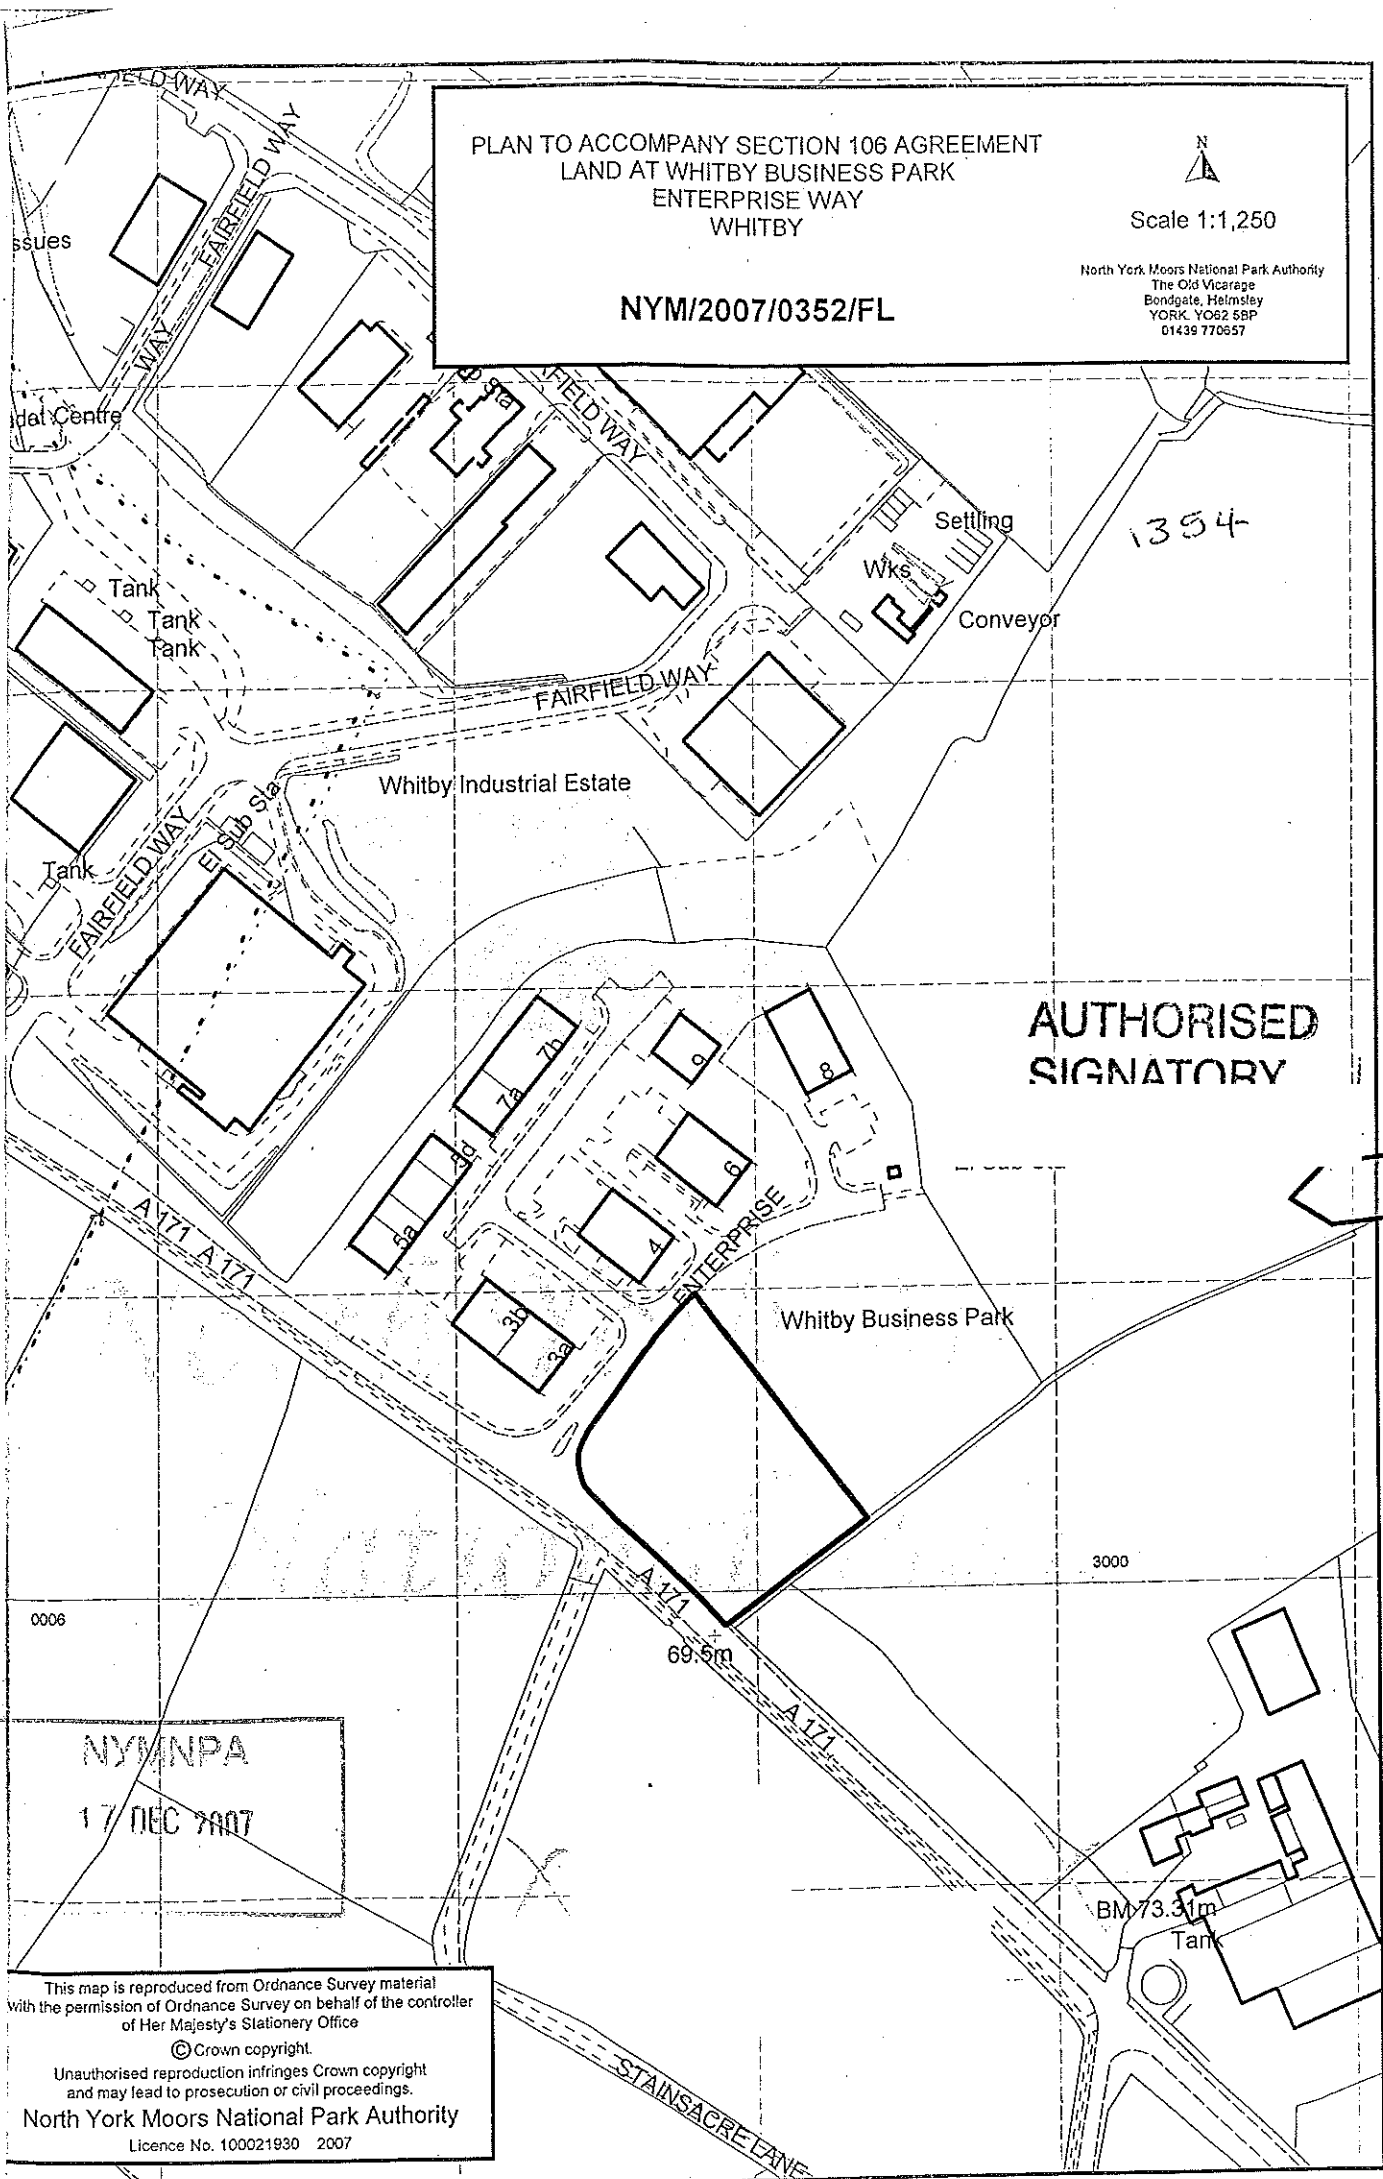 PLAN TO ACCOMPANY SECTION 106 AGREEMENT
LAND AT WHITBY BUSINESS PARK
ENTERPRISE WAY
WHITBY
NYM/2007/0352/FL
N
Scale 1:1,250
North York Moors National Park Authority
The Old Vicarage
Bondgate, Helmsley
YORK YO62 5BP
01439 770657
IELD WAY
FAIRFIELD WAY
ssues
WAY
dal Centre
Sta
FIELD WAY
1354
Settling
Wks
Conveyor
Tank
Tank
Tank
FAIRFIELD WAY
Whitby Industrial Estate
El Sub Sta
FAIRFIELD WAY
Tank
AUTHORISED
SIGNATORY
7b
7a
9
8
5d
5a
6
4
ENTERPRISE
A 171
A 171
3b
3a
Whitby Business Park
3000
0006
A 171
69.5m
A 171
NYMNPA
17 DEC 2007
BM 73.31m
Tank
This map is reproduced from Ordnance Survey material
with the permission of Ordnance Survey on behalf of the controller
of Her Majesty's Stationery Office
© Crown copyright.
Unauthorised reproduction infringes Crown copyright
and may lead to prosecution or civil proceedings.
North York Moors National Park Authority
Licence No. 100021930 2007
STAINSACRE LANE